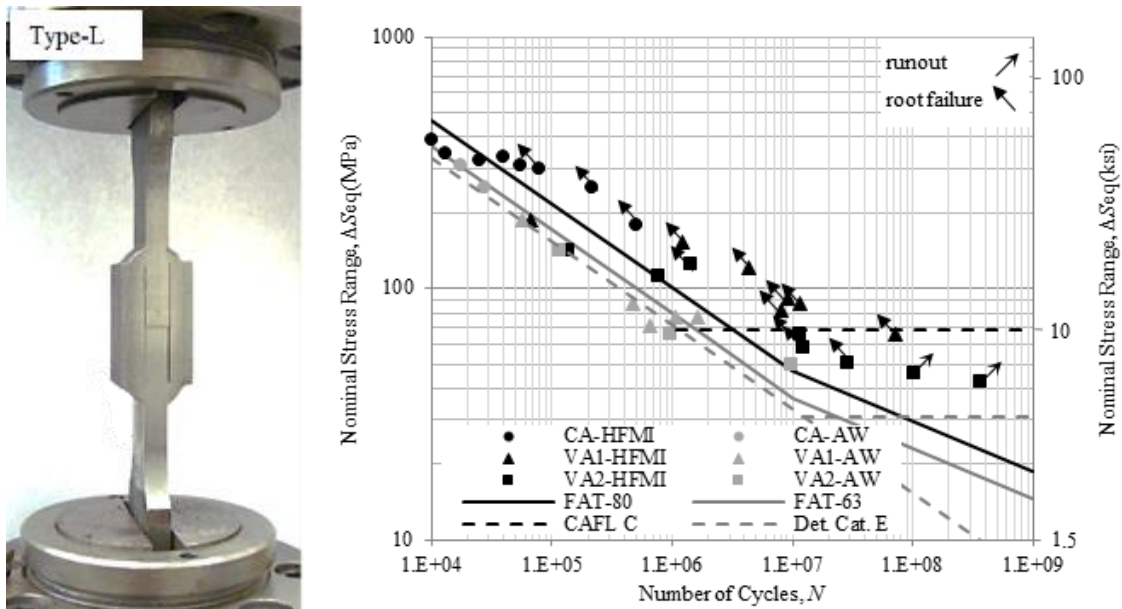 Type-L
1000
100
10
Nominal Stress Range, ΔSeq(MPa)
runout
root failure
100
10
1.5
Nominal Stress Range, ΔSeq(ksi)
CA-HFMI
CA-AW
VA1-HFMI
VA1-AW
VA2-HFMI
VA2-AW
FAT-80
FAT-63
CAFL C
Det. Cat. E
1.E+04
1.E+05
1.E+06
1.E+07
1.E+08
1.E+09
Number of Cycles, N